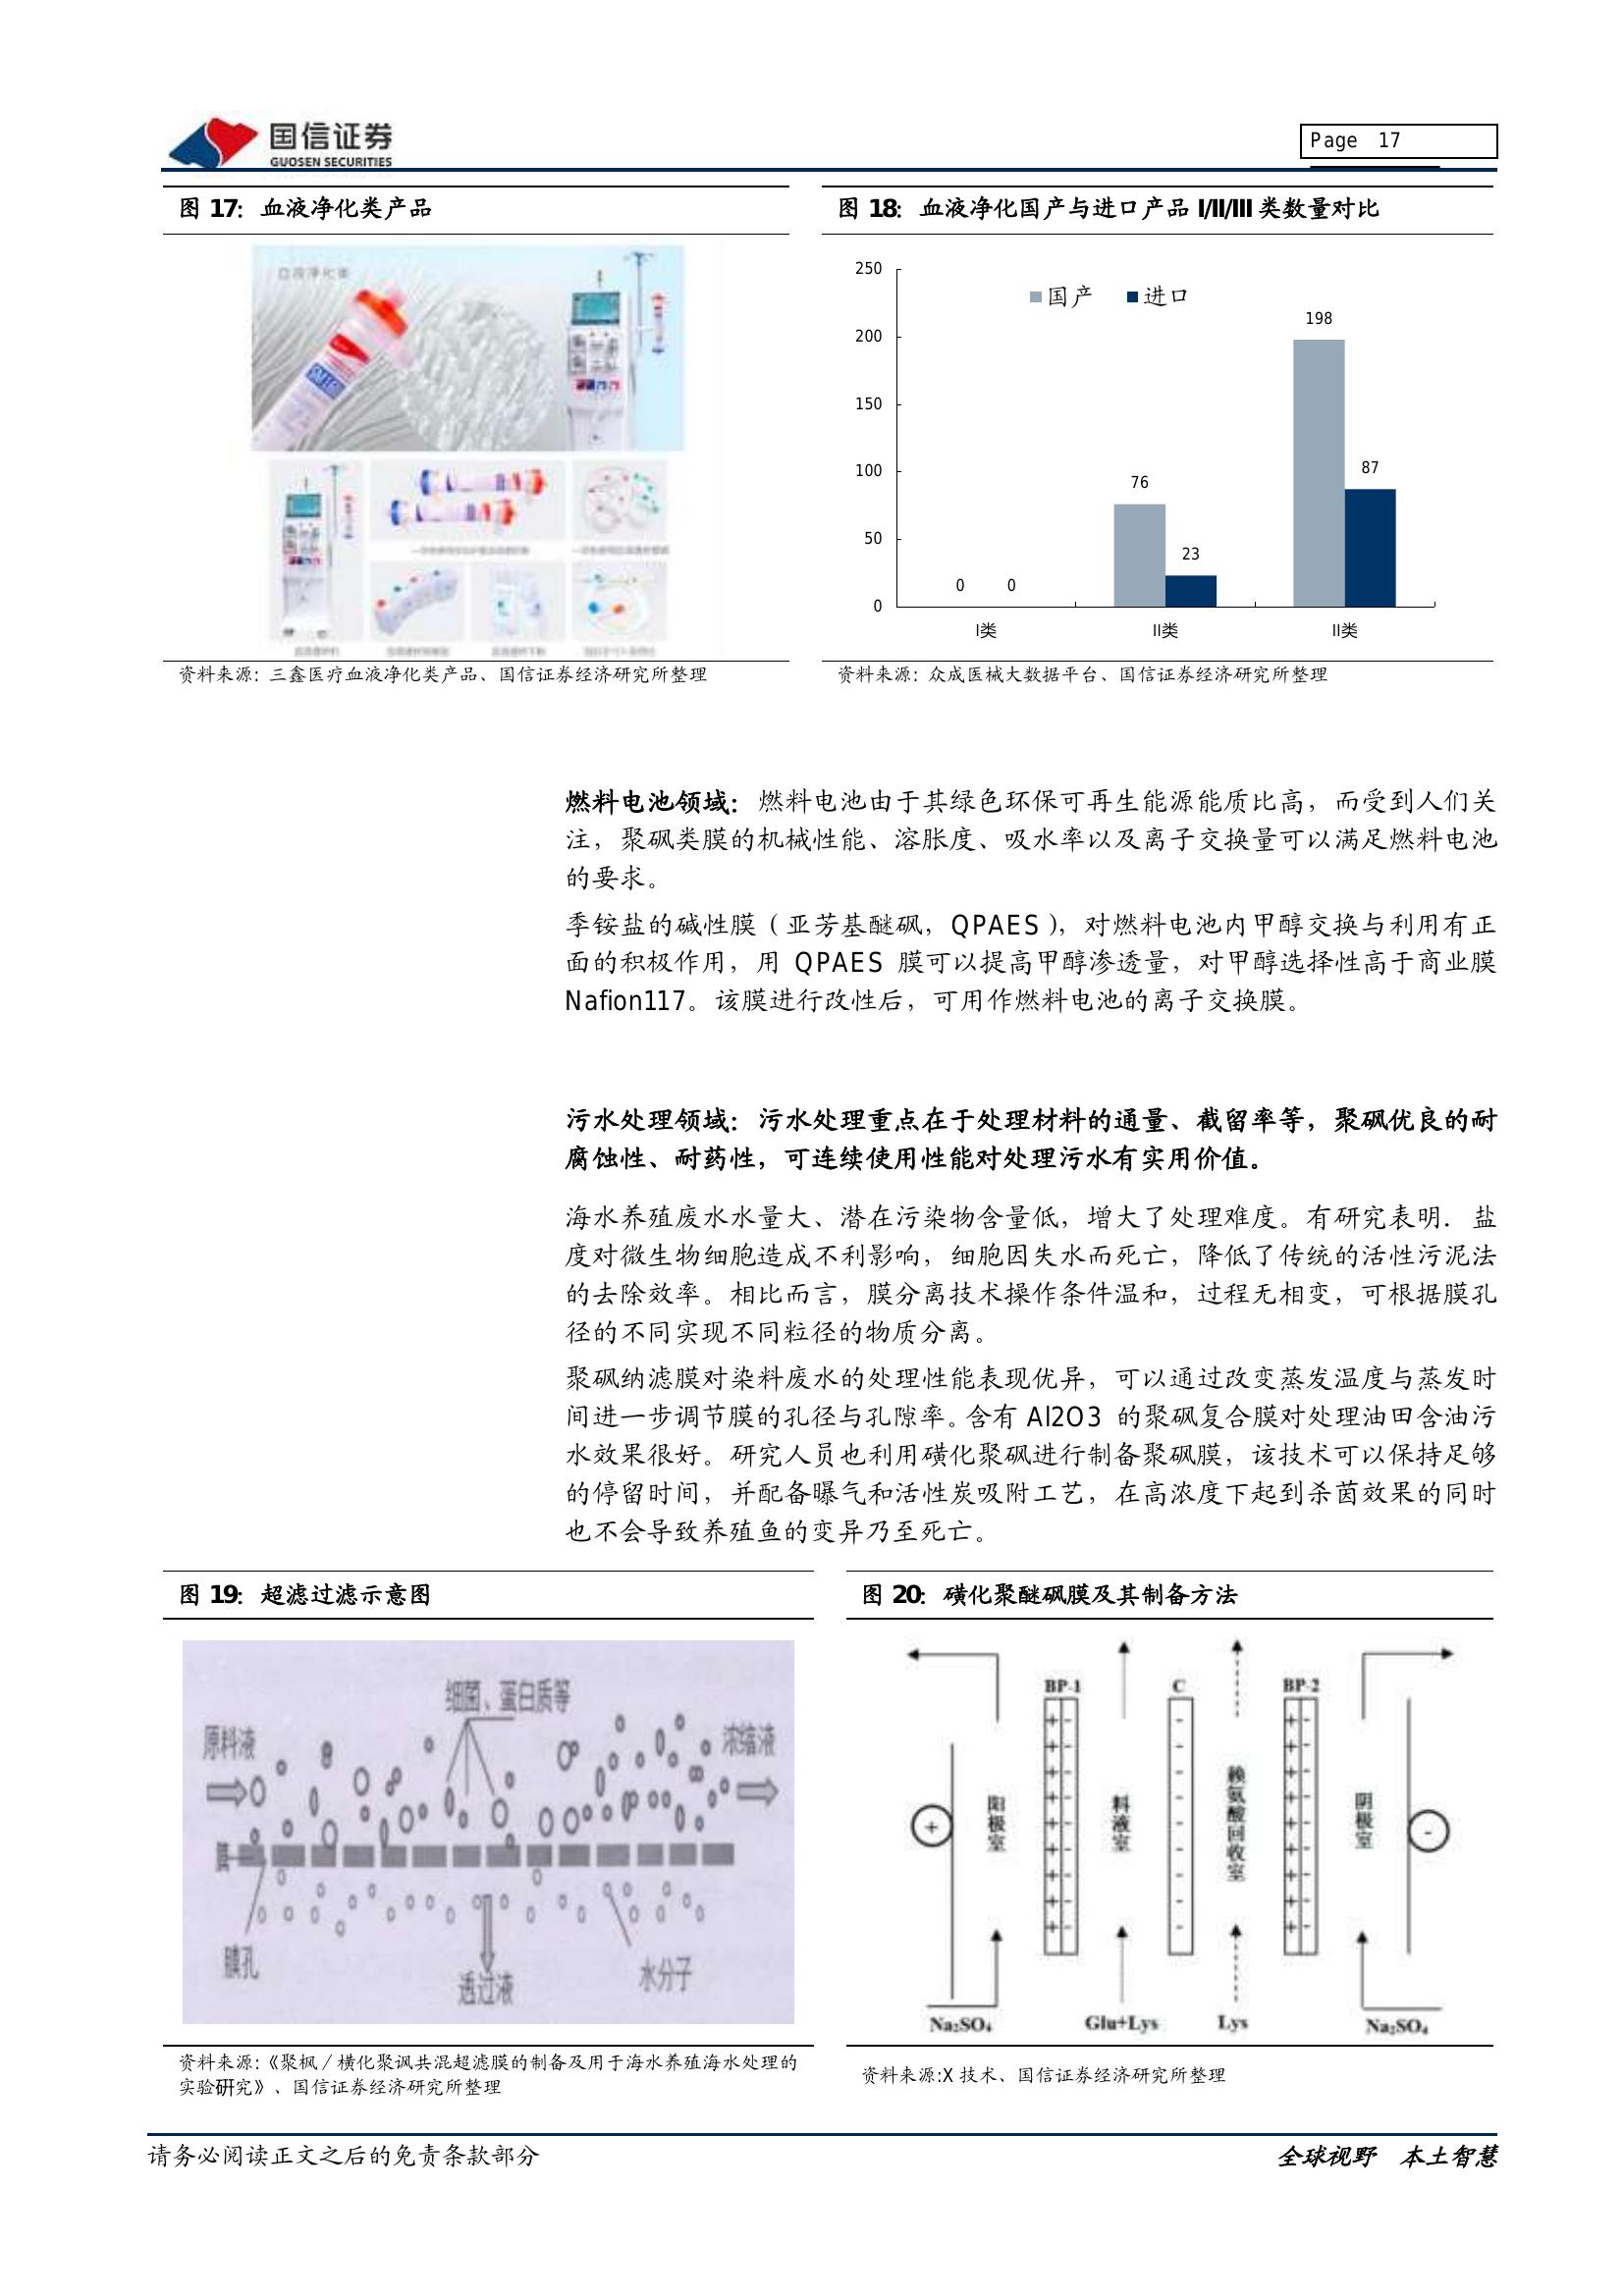 国信证券
GUOSEN SECURITIES
Page 17
图 17：血液净化类产品
SM16
资料来源：三鑫医疗血液净化类产品、国信证券经济研究所整理
图 18：血液净化国产与进口产品 I/II/III 类数量对比
250
200
150
100
50
0
国产 进口
0 0
76
23
198
87
I类 II类 II类
资料来源：众成医械大数据平台、国信证券经济研究所整理
燃料电池领域：燃料电池由于其绿色环保可再生能源能质比高，而受到人们关
注，聚砜类膜的机械性能、溶胀度、吸水率以及离子交换量可以满足燃料电池
的要求。
季铵盐的碱性膜（亚芳基醚砜，QPAES），对燃料电池内甲醇交换与利用有正
面的积极作用，用 QPAES 膜可以提高甲醇渗透量，对甲醇选择性高于商业膜
Nafion117。该膜进行改性后，可用作燃料电池的离子交换膜。
污水处理领域：污水处理重点在于处理材料的通量、截留率等，聚砜优良的耐
腐蚀性、耐药性，可连续使用性能对处理污水有实用价值。
海水养殖废水水量大、潜在污染物含量低，增大了处理难度。有研究表明．盐
度对微生物细胞造成不利影响，细胞因失水而死亡，降低了传统的活性污泥法
的去除效率。相比而言，膜分离技术操作条件温和，过程无相变，可根据膜孔
径的不同实现不同粒径的物质分离。
聚砜纳滤膜对染料废水的处理性能表现优异，可以通过改变蒸发温度与蒸发时
间进一步调节膜的孔径与孔隙率。含有 Al2O3 的聚砜复合膜对处理油田含油污
水效果很好。研究人员也利用磺化聚砜进行制备聚砜膜，该技术可以保持足够
的停留时间，并配备曝气和活性炭吸附工艺，在高浓度下起到杀菌效果的同时
也不会导致养殖鱼的变异乃至死亡。
图 19：超滤过滤示意图
细菌、蛋白质等
原料液
浓缩液
膜
膜孔
透过液
水分子
资料来源：《聚枫／横化聚讽共混超滤膜的制备及用于海水养殖海水处理的
实验研究》、国信证券经济研究所整理
图 20：磺化聚醚砜膜及其制备方法
BP-1 C BP-2
+
阳极室
料液室
赖氨酸回收室
阴极室
-
Na₂SO₄ Glu+Lys Lys Na₂SO₄
资料来源:X 技术、国信证券经济研究所整理
请务必阅读正文之后的免责条款部分
全球视野 本土智慧